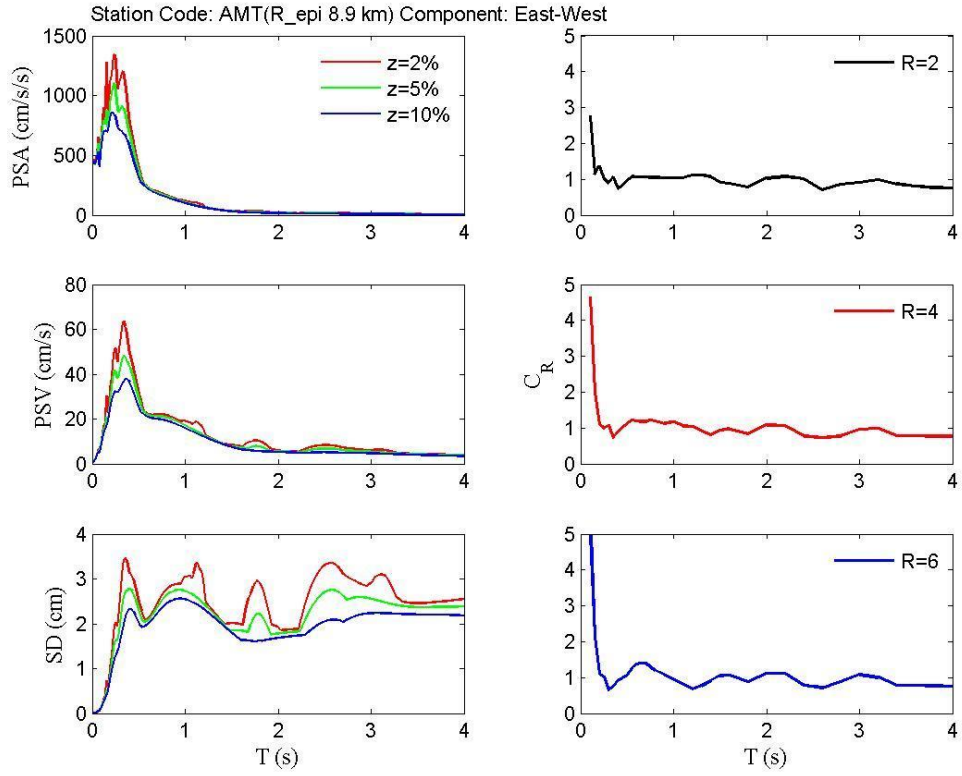 Station Code: AMT(R_epi 8.9 km) Component: East-West
PSA (cm/s/s)
1500
1000
500
0
0 1 2 3 4
z=2%
z=5%
z=10%
5
4
3
2
1
0
0 1 2 3 4
R=2
PSV (cm/s)
80
60
40
20
0
0 1 2 3 4
C_R
5
4
3
2
1
0
0 1 2 3 4
R=4
SD (cm)
4
3
2
1
0
0 1 2 3 4
T (s)
5
4
3
2
1
0
0 1 2 3 4
R=6
T (s)